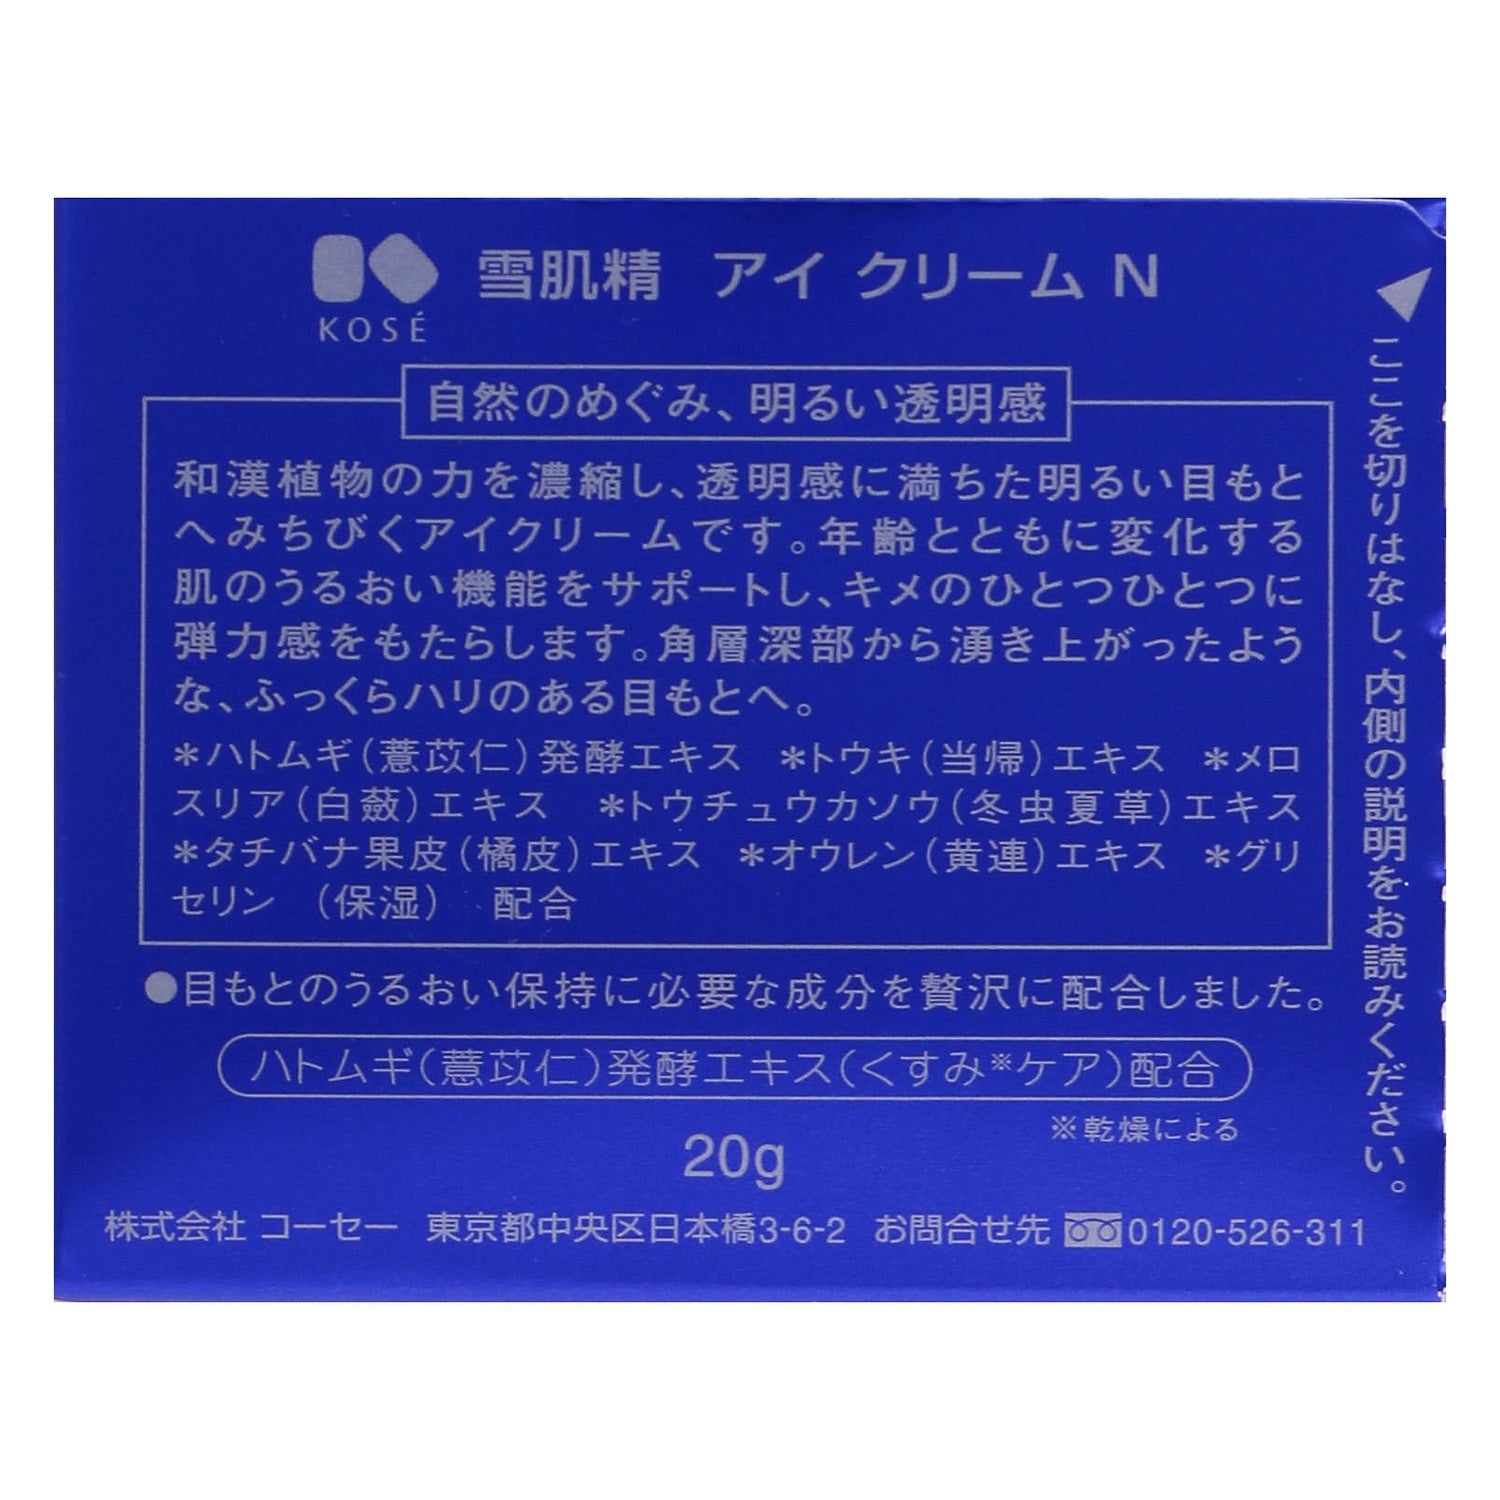 KOSÉ
雪肌精 アイ クリーム N
自然のめぐみ、明るい透明感
和漢植物の力を濃縮し、透明感に満ちた明るい目もと
へみちびくアイクリームです。年齢とともに変化する
肌のうるおい機能をサポートし、キメのひとつひとつに
弾力感をもたらします。角層深部から湧き上がったよう
な、ふっくらハリのある目もとへ。
*ハトムギ(薏苡仁)発酵エキス *トウキ(当帰)エキス *メロ
スリア(白蘞)エキス *トウチュウカソウ(冬虫夏草)エキス
*タチバナ果皮(橘皮)エキス *オウレン(黄連)エキス *グリ
セリン (保湿) 配合
●目もとのうるおい保持に必要な成分を贅沢に配合しました。
ハトムギ(薏苡仁)発酵エキス(くすみ※ケア)配合
※乾燥による
20g
株式会社 コーセー 東京都中央区日本橋3-6-2 お問合せ先 0120-526-311
ここを切りはなし、内側の説明をお読みください。